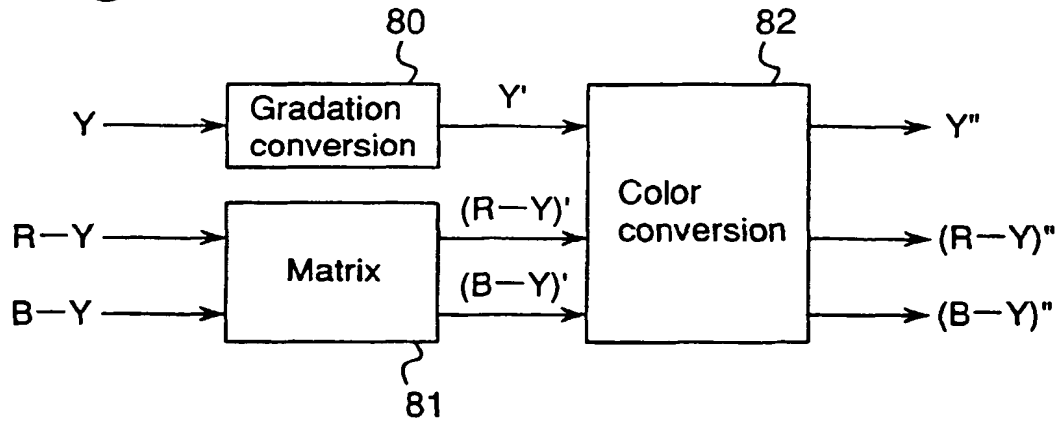 80
82
Y
Gradation
conversion
Y'
Y"
R—Y
B—Y
Matrix
(R—Y)'
(B—Y)'
Color
conversion
(R—Y)"
(B—Y)"
81